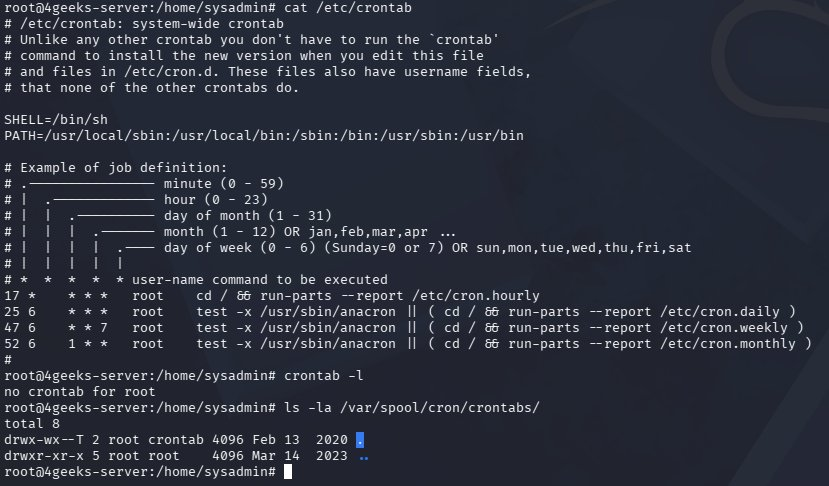 root@4geeks-server:/home/sysadmin# cat /etc/crontab
# /etc/crontab: system-wide crontab
# Unlike any other crontab you don't have to run the `crontab'
# command to install the new version when you edit this file
# and files in /etc/cron.d. These files also have username fields,
# that none of the other crontabs do.

SHELL=/bin/sh
PATH=/usr/local/sbin:/usr/local/bin:/sbin:/bin:/usr/sbin:/usr/bin

# Example of job definition:
# .---------------- minute (0 - 59)
# |  .------------- hour (0 - 23)
# |  |  .---------- day of month (1 - 31)
# |  |  |  .------- month (1 - 12) OR jan,feb,mar,apr ...
# |  |  |  |  .---- day of week (0 - 6) (Sunday=0 or 7) OR sun,mon,tue,wed,thu,fri,sat
# |  |  |  |  |
# *  *  *  *  * user-name command to be executed
17 *    * * *   root    cd / && run-parts --report /etc/cron.hourly
25 6    * * *   root    test -x /usr/sbin/anacron || ( cd / && run-parts --report /etc/cron.daily )
47 6    * * 7   root    test -x /usr/sbin/anacron || ( cd / && run-parts --report /etc/cron.weekly )
52 6    1 * *   root    test -x /usr/sbin/anacron || ( cd / && run-parts --report /etc/cron.monthly )
#
root@4geeks-server:/home/sysadmin# crontab -l
no crontab for root
root@4geeks-server:/home/sysadmin# ls -la /var/spool/cron/crontabs/
total 8
drwx-wx--T 2 root crontab 4096 Feb 13  2020 .
drwxr-xr-x 5 root root    4096 Mar 14  2023 ..
root@4geeks-server:/home/sysadmin#